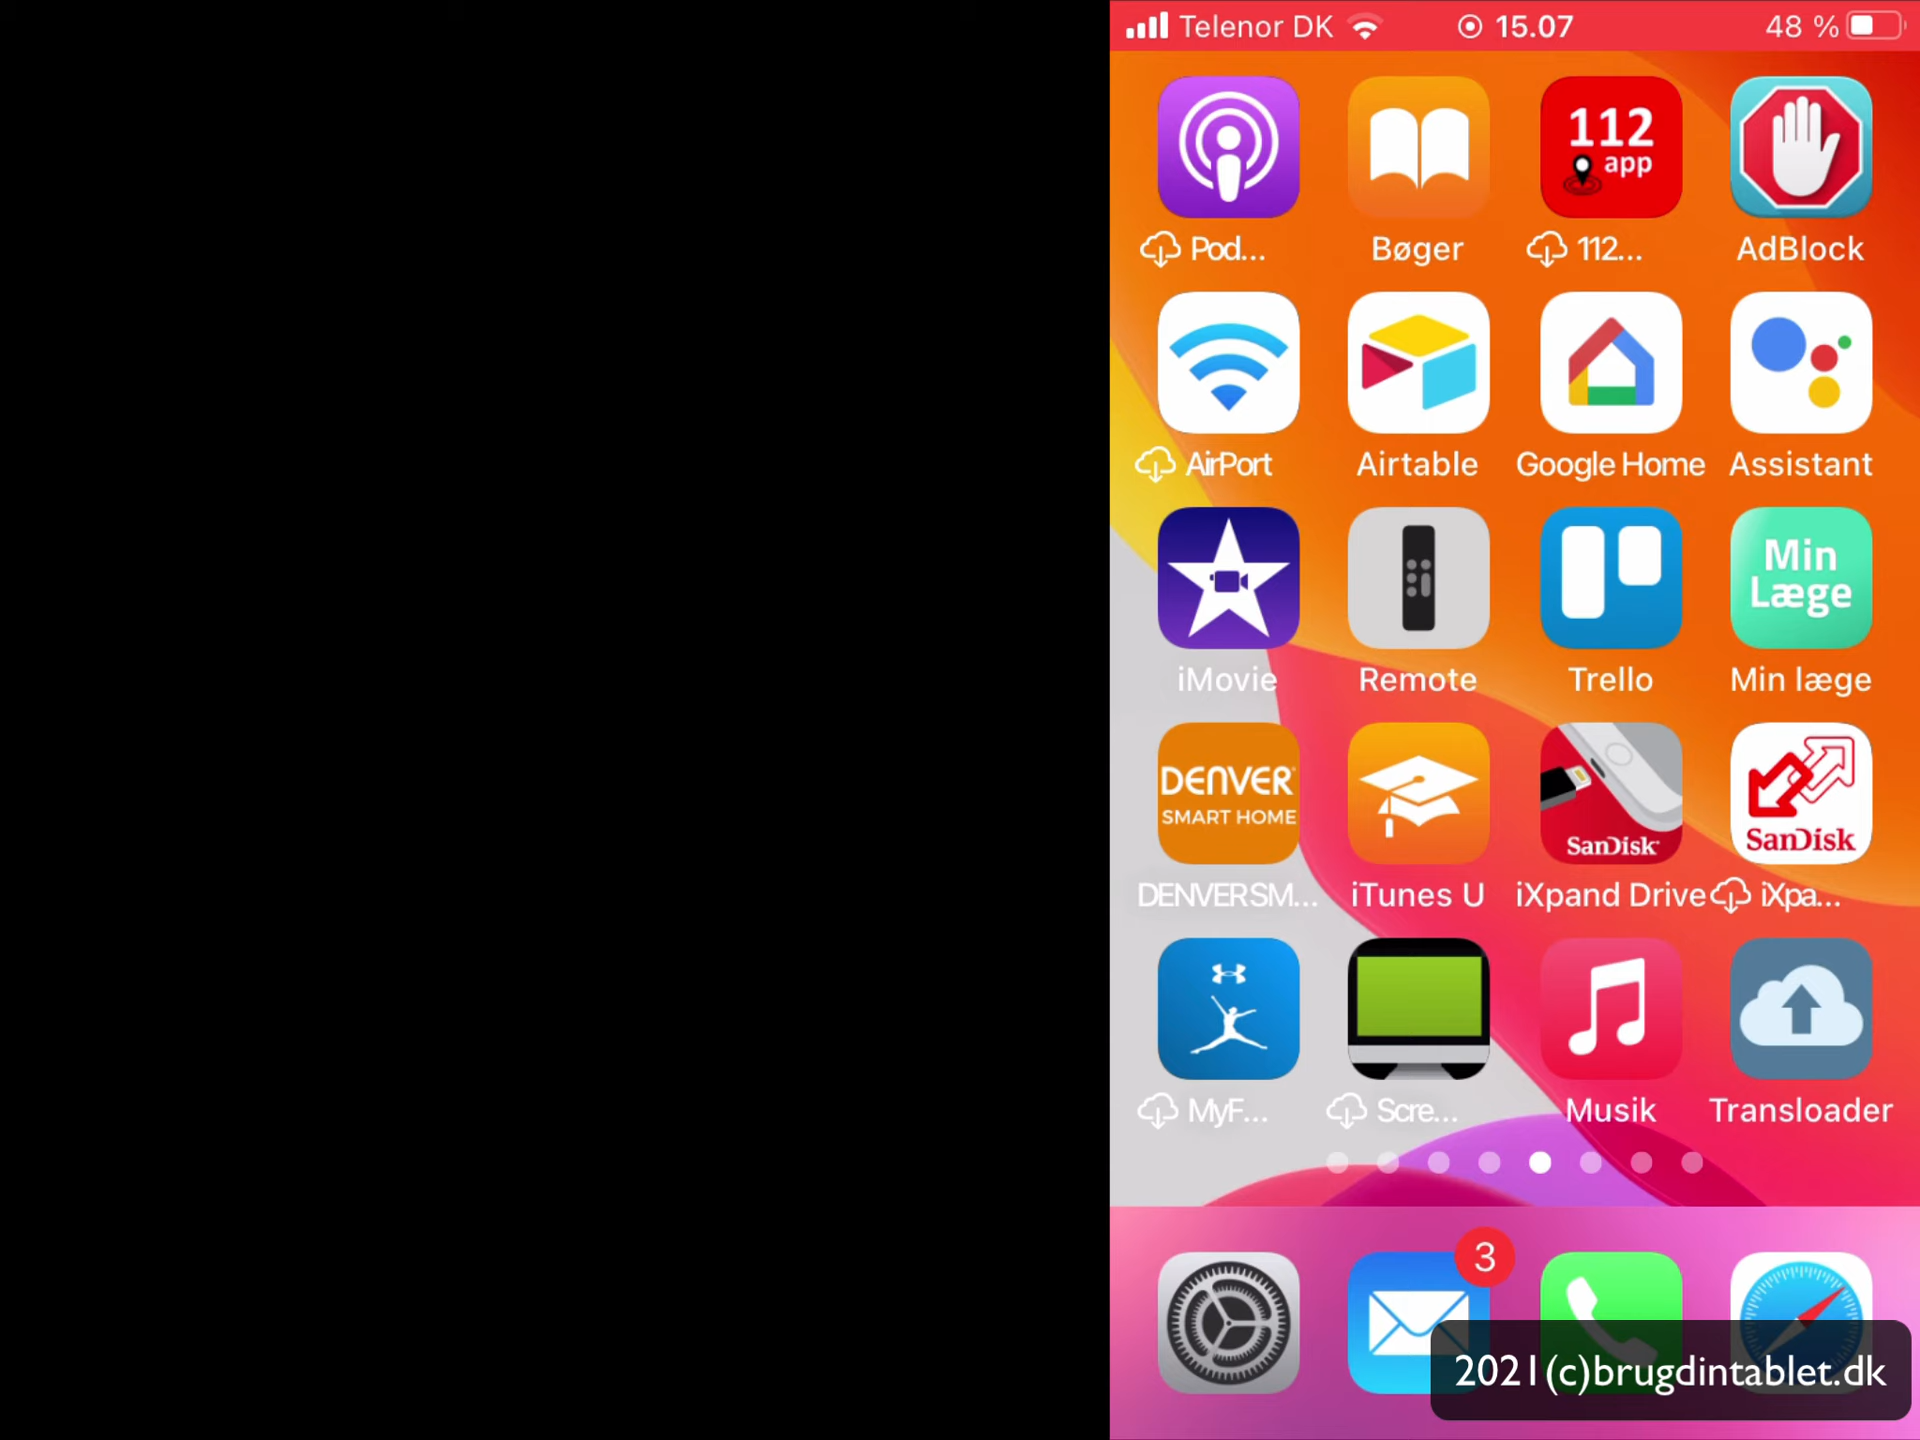 Telenor DK 15.07 48 %
112
app
Pod... Bøger 112... AdBlock
AirPort Airtable Google Home Assistant
Min
Læge
iMovie Remote Trello Min læge
DENVER
SMART HOME
SanDisk
SanDisk
DENVERSM... iTunes U iXpand Drive iXpa...
MyF... Scre... Musik Transloader
3
2021(c)brugdintablet.dk